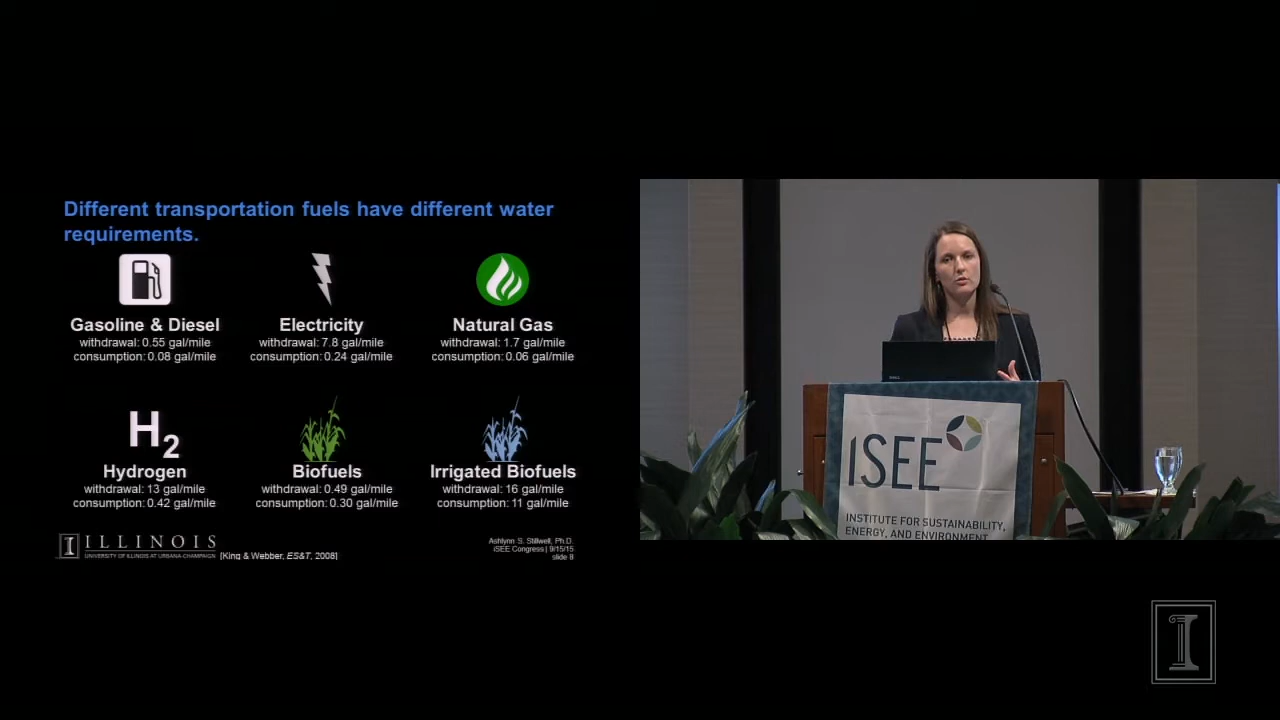 Different transportation fuels have different water
requirements.
Gasoline & Diesel
withdrawal: 0.55 gal/mile
consumption: 0.08 gal/mile
Electricity
withdrawal: 7.8 gal/mile
consumption: 0.24 gal/mile
Natural Gas
withdrawal: 1.7 gal/mile
consumption: 0.06 gal/mile
H2
Hydrogen
withdrawal: 13 gal/mile
consumption: 0.42 gal/mile
Biofuels
withdrawal: 0.49 gal/mile
consumption: 0.30 gal/mile
Irrigated Biofuels
withdrawal: 16 gal/mile
consumption: 11 gal/mile
I ILLINOIS
UNIVERSITY OF ILLINOIS AT URBANA-CHAMPAIGN
[King & Webber, ES&T, 2008]
Ashlynn S. Stillwell, Ph.D.
iSEE Congress | 9/15/15
slide 8
iSEE
INSTITUTE FOR SUSTAINABILITY,
ENERGY, AND ENVIRONMENT
I